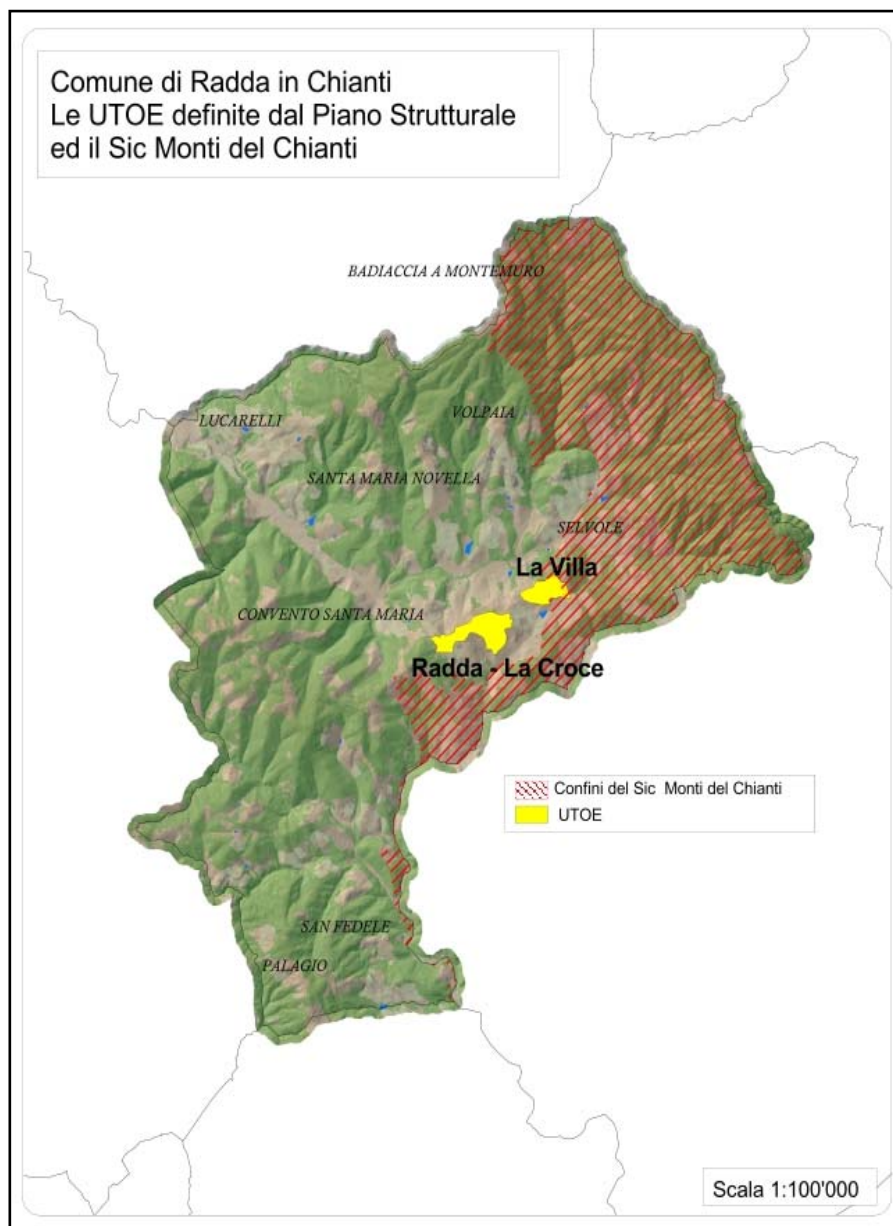 Comune di Radda in Chianti
Le UTOE definite dal Piano Strutturale
ed il Sic Monti del Chianti
BADIACCIA A MONTEMURO
LUCARELLI
VOLPAIA
SANTA MARIA NOVELLA
SELVOLE
La Villa
CONVENTO SANTA MARIA
Radda - La Croce
Confini del Sic Monti del Chianti
UTOE
SAN FEDELE
PALAGIO
Scala 1:100'000